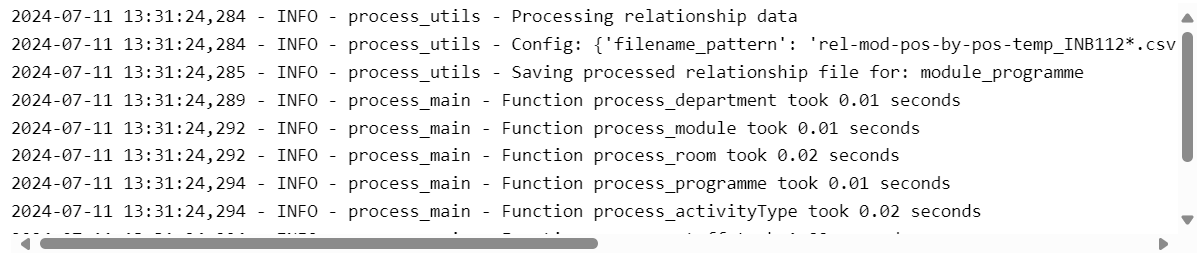 2024-07-11 13:31:24,284 - INFO - process_utils - Processing relationship data
2024-07-11 13:31:24,284 - INFO - process_utils - Config: {'filename_pattern': 'rel-mod-pos-by-pos-temp_INB112*.csv
2024-07-11 13:31:24,285 - INFO - process_utils - Saving processed relationship file for: module_programme
2024-07-11 13:31:24,289 - INFO - process_main - Function process_department took 0.01 seconds
2024-07-11 13:31:24,292 - INFO - process_main - Function process_module took 0.01 seconds
2024-07-11 13:31:24,292 - INFO - process_main - Function process_room took 0.02 seconds
2024-07-11 13:31:24,294 - INFO - process_main - Function process_programme took 0.01 seconds
2024-07-11 13:31:24,294 - INFO - process_main - Function process_activityType took 0.02 seconds